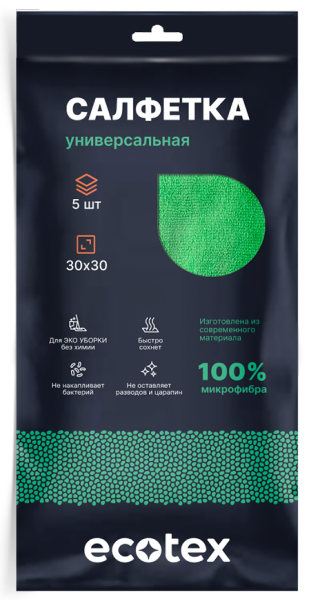 САЛФЕТКА
универсальная
5 шт
30x30
Для ЭКО УБОРКИ
без химии
Быстро
сохнет
Не накапливает
бактерий
Не оставляет
разводов и царапин
Изготовлена из
современного
материала
100%
микрофибра
ecotex